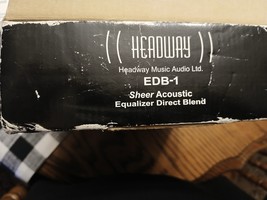 ((HEADWAY))
Headway Music Audio Ltd.
EDB-1
Sheer Acoustic
Equalizer Direct Blend